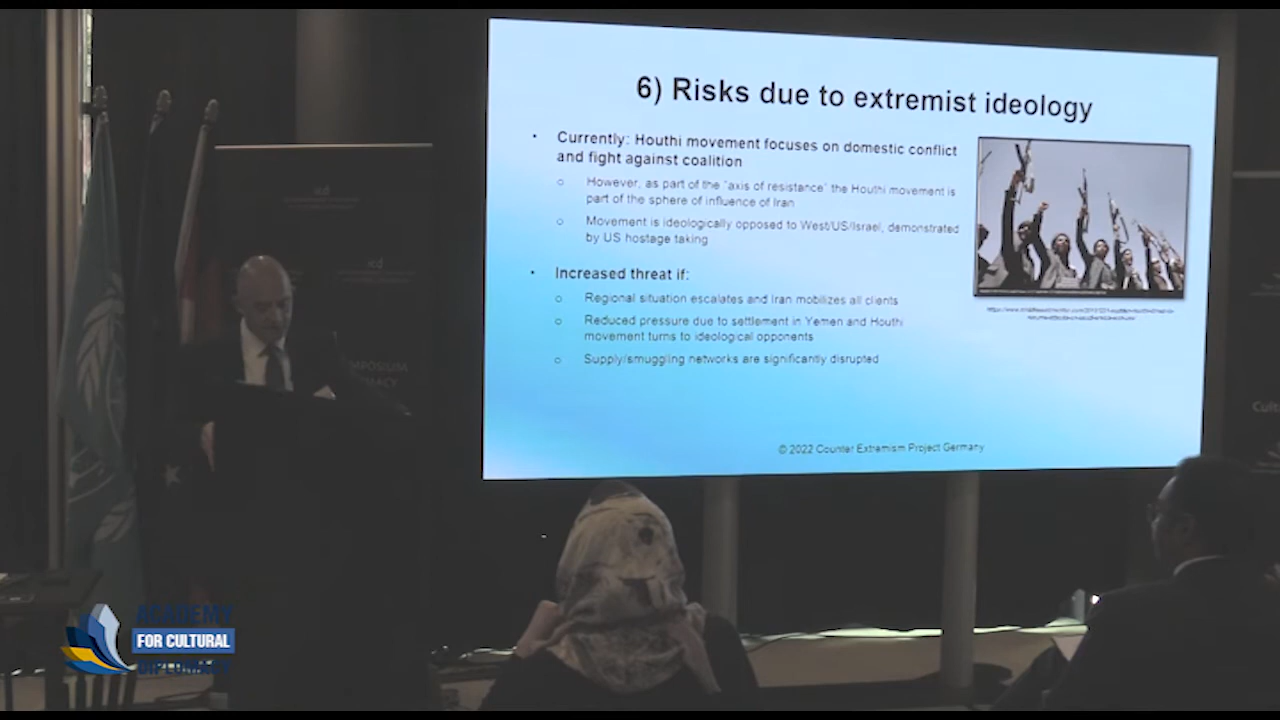 6) Risks due to extremist ideology
• Currently: Houthi movement focuses on domestic conflict
and fight against coalition
○ However, as part of the "axis of resistance" the Houthi movement is
part of the sphere of influence of Iran
○ Movement is ideologically opposed to West/US/Israel, demonstrated
by US hostage taking
• Increased threat if:
○ Regional situation escalates and Iran mobilizes all clients
○ Reduced pressure due to settlement in Yemen and Houthi
movement turns to ideological opponents
○ Supply/smuggling networks are significantly disrupted
© 2022 Counter Extremism Project Germany
icd
Cult
ACADEMY
FOR CULTURAL
DIPLOMACY